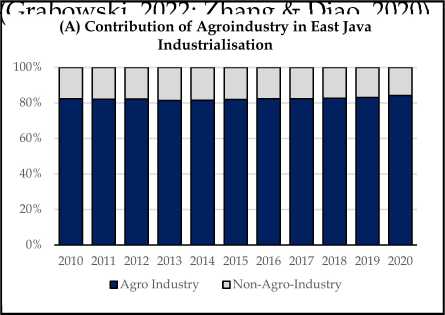 (Grabowski, 2022; Zhang & Diao, 2020)
(A) Contribution of Agroindustry in East Java
Industrialisation
100%
80%
60%
40%
20%
0%
2010 2011 2012 2013 2014 2015 2016 2017 2018 2019 2020
Agro Industry Non-Agro-Industry